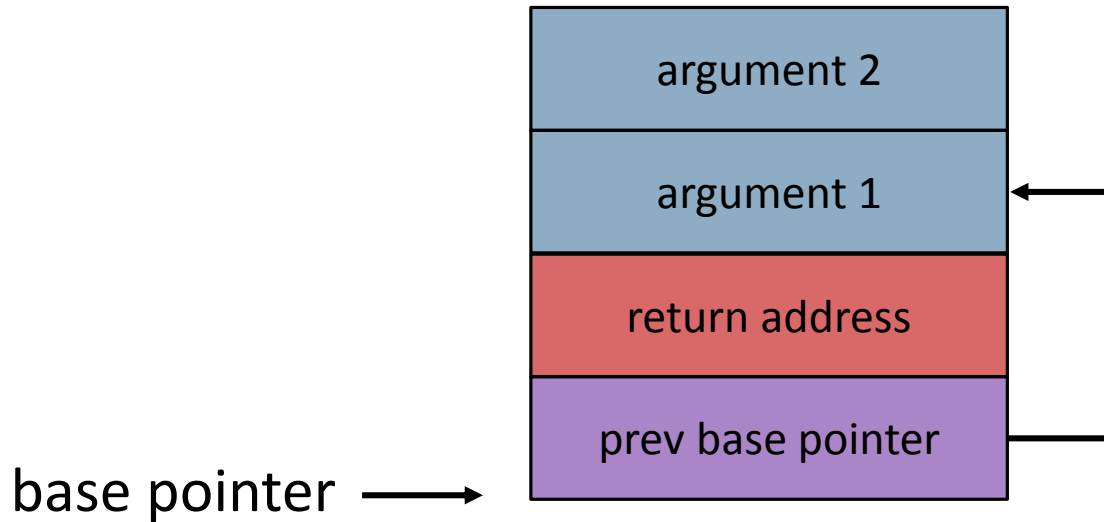 argument 2
argument 1
return address
prev base pointer
base pointer